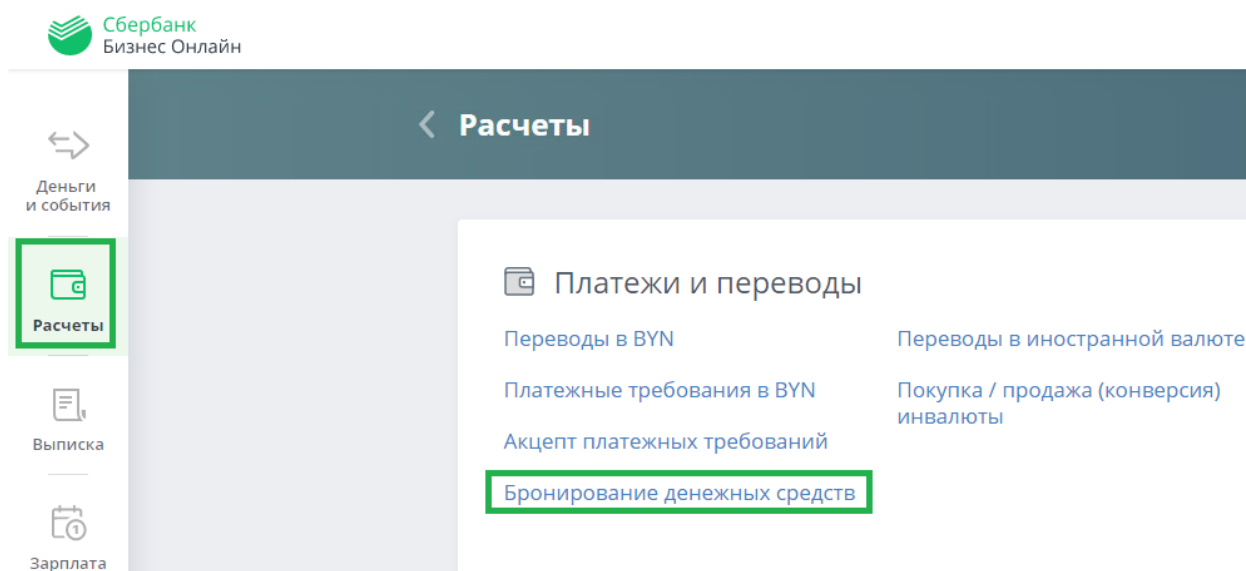 Сбербанк
Бизнес Онлайн
Расчеты
Деньги
и события
Расчеты
Выписка
Зарплата
Платежи и переводы
Переводы в BYN
Переводы в иностранной валюте
Платежные требования в BYN
Покупка / продажа (конверсия)
инвалюты
Акцепт платежных требований
Бронирование денежных средств